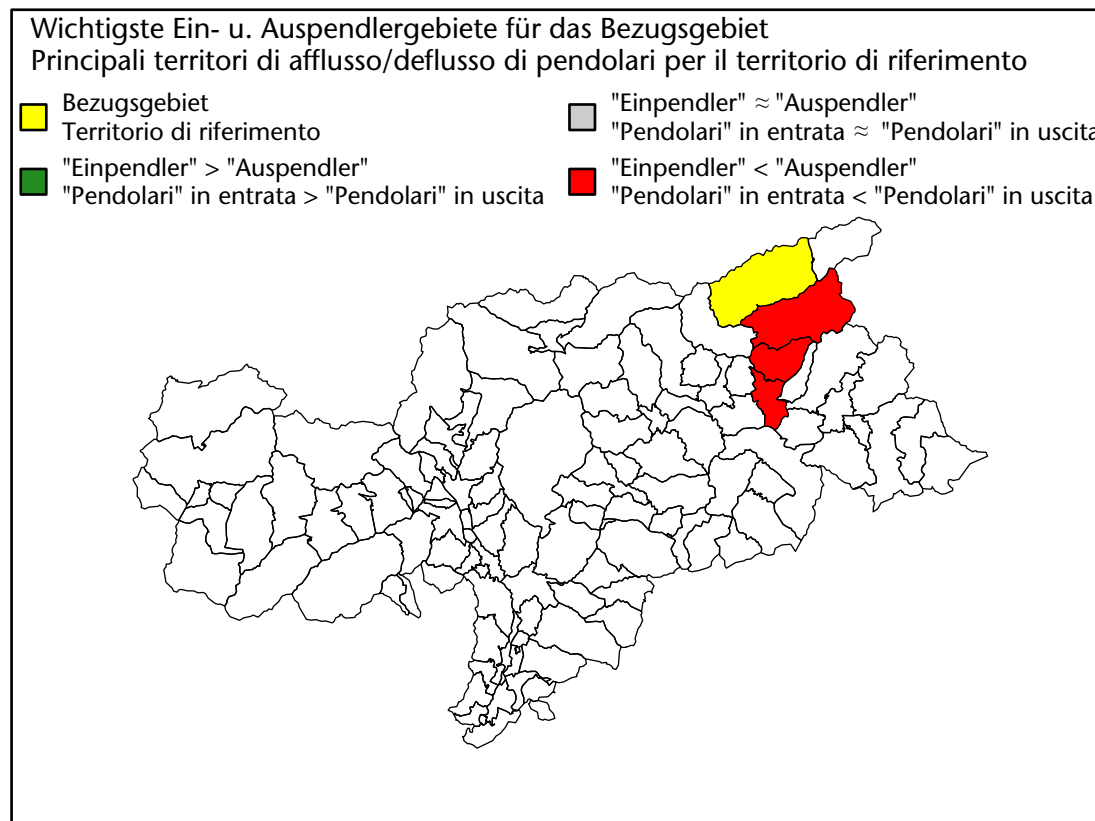 Wichtigste Ein- u. Auspendlergebiete für das Bezugsgebiet
Principali territori di afflusso/deflusso di pendolari per il territorio di riferimento
Bezugsgebiet
Territorio di riferimento
"Einpendler" > "Auspendler"
"Pendolari" in entrata > "Pendolari" in uscita
"Einpendler" ≈ "Auspendler"
"Pendolari" in entrata ≈ "Pendolari" in uscita
"Einpendler" < "Auspendler"
"Pendolari" in entrata < "Pendolari" in uscita